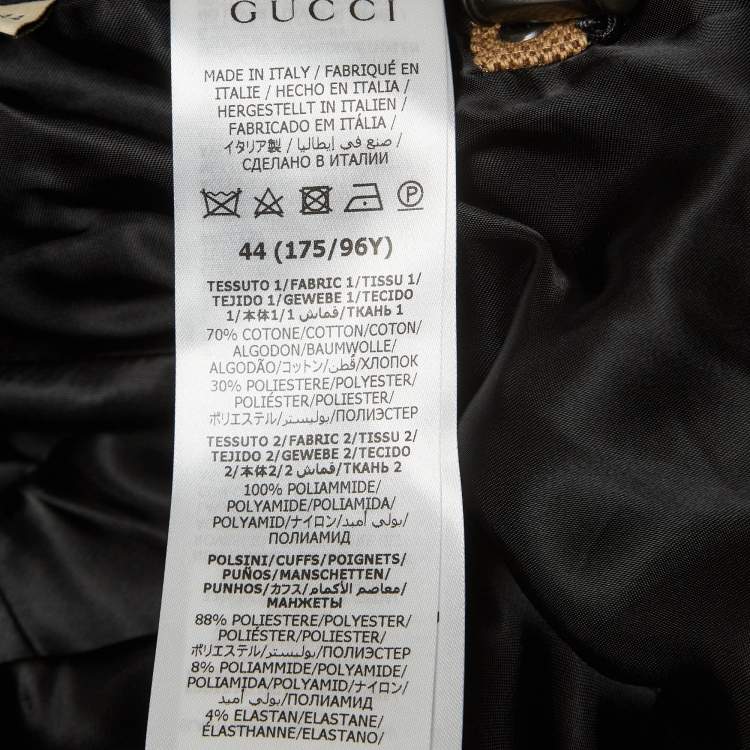 GUCCI
MADE IN ITALY / FABRIQUÉ EN
ITALIE / HECHO EN ITALIA /
HERGESTELLT IN ITALIEN /
FABRICADO EM ITÁLIA /
イタリア製 / صنع في إيطاليا /
СДЕЛАНО В ИТАЛИИ
P
44 (175/96Y)
TESSUTO 1/FABRIC 1/TISSU 1/
TEJIDO 1/GEWEBE 1/TECIDO
1/本体1/قماش 1/ТКАНЬ 1
70% COTONE/COTTON/COTON/
ALGODON/BAUMWOLLE/
ALGODÃO/コットン/قُطن/ХЛОПОК
30% POLIESTERE/POLYESTER/
POLIÉSTER/POLIESTER/
ポリエステル/بوليستر/ПОЛИЭСТЕР
TESSUTO 2/FABRIC 2/TISSU 2/
TEJIDO 2/GEWEBE 2/TECIDO
2/本体2/قماش 2/ТКАНЬ 2
100% POLIAMMIDE/
POLYAMIDE/POLIAMIDA/
POLYAMID/ナイロン/بولي أميد/
ПОЛИАМИД
POLSINI/CUFFS/POIGNETS/
PUÑOS/MANSCHETTEN/
PUNHOS/カフス/معاصم الأكمام/
МАНЖЕТЫ
88% POLIESTERE/POLYESTER/
POLIÉSTER/POLIESTER/
ポリエステル/بوليستر/ПОЛИЭСТЕР
8% POLIAMMIDE/POLYAMIDE/
POLIAMIDA/POLYAMID/ナイロン/
بولي أميد/ПОЛИАМИД
4% ELASTAN/ELASTANE/
ÉLASTHANNE/ELASTANO/